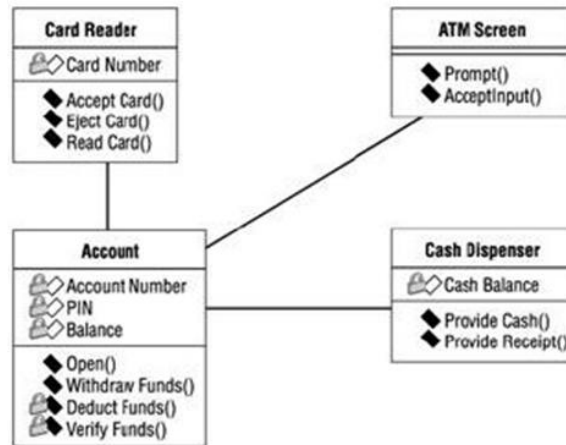 Card Reader
Card Number
Accept Card()
Eject Card()
Read Card()
ATM Screen
Prompt()
AcceptInput()
Account
Account Number
PIN
Balance
Open()
Withdraw Funds()
Deduct Funds()
Verify Funds()
Cash Dispenser
Cash Balance
Provide Cash()
Provide Receipt()